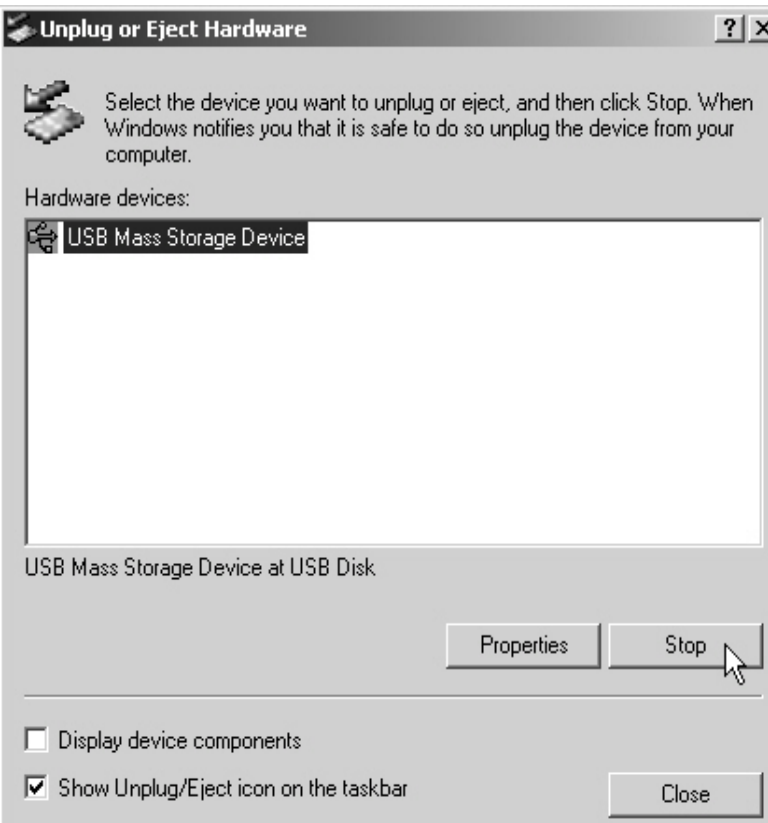 Unplug or Eject Hardware
Select the device you want to unplug or eject, and then click Stop. When
Windows notifies you that it is safe to do so unplug the device from your
computer.
Hardware devices:
USB Mass Storage Device
USB Mass Storage Device at USB Disk
Properties Stop
Display device components
Show Unplug/Eject icon on the taskbar
Close